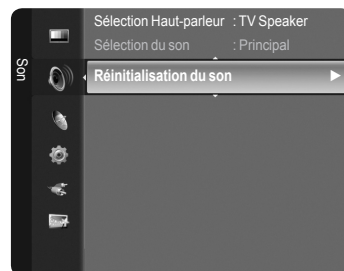 Son
Sélection Haut-parleur : TV Speaker
Sélection du son : Principal
Réinitialisation du son